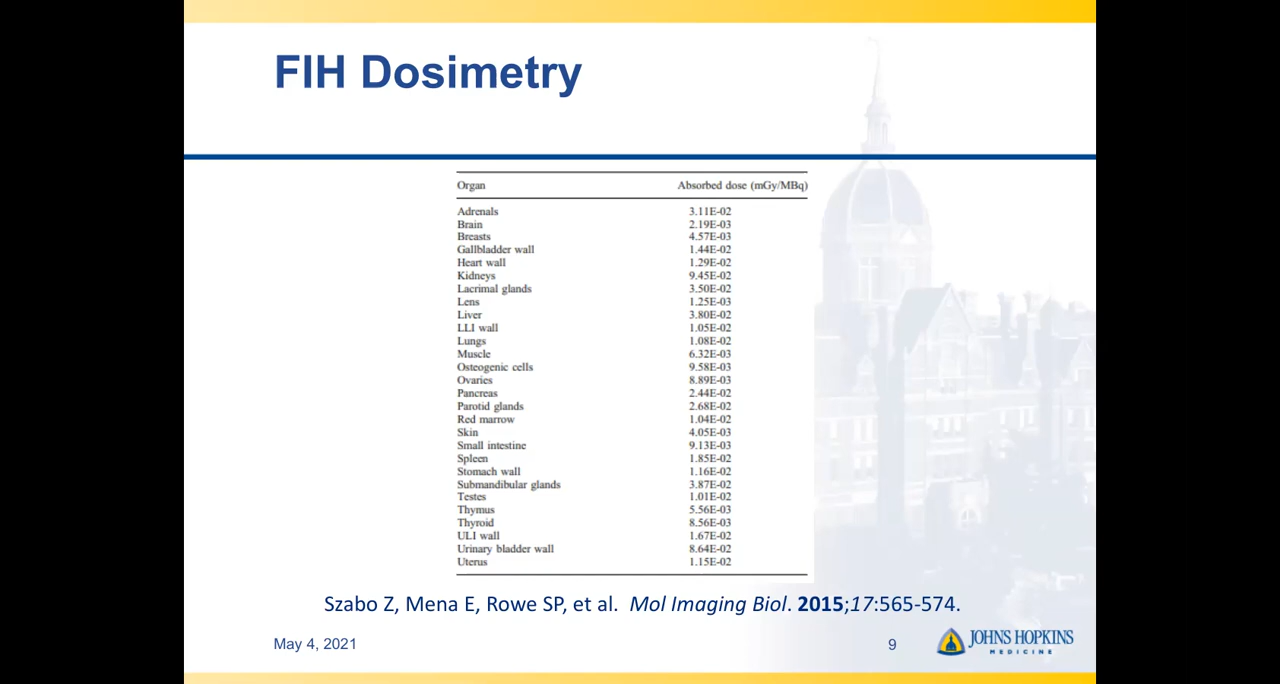 FIH Dosimetry
Organ Absorbed dose (mGy/MBq)
Adrenals 3.11E-02
Brain 2.19E-03
Breasts 4.57E-03
Gallbladder wall 1.44E-02
Heart wall 1.29E-02
Kidneys 9.45E-02
Lacrimal glands 3.50E-02
Lens 1.25E-03
Liver 3.80E-02
LLI wall 1.05E-02
Lungs 1.08E-02
Muscle 6.32E-03
Osteogenic cells 9.58E-03
Ovaries 8.89E-03
Pancreas 2.44E-02
Parotid glands 2.68E-02
Red marrow 1.04E-02
Skin 4.05E-03
Small intestine 9.13E-03
Spleen 1.85E-02
Stomach wall 1.16E-02
Submandibular glands 3.87E-02
Testes 1.01E-02
Thymus 5.56E-03
Thyroid 8.56E-03
ULI wall 1.67E-02
Urinary bladder wall 8.64E-02
Uterus 1.15E-02
Szabo Z, Mena E, Rowe SP, et al. Mol Imaging Biol. 2015;17:565-574.
May 4, 2021 9
JOHNS HOPKINS
MEDICINE